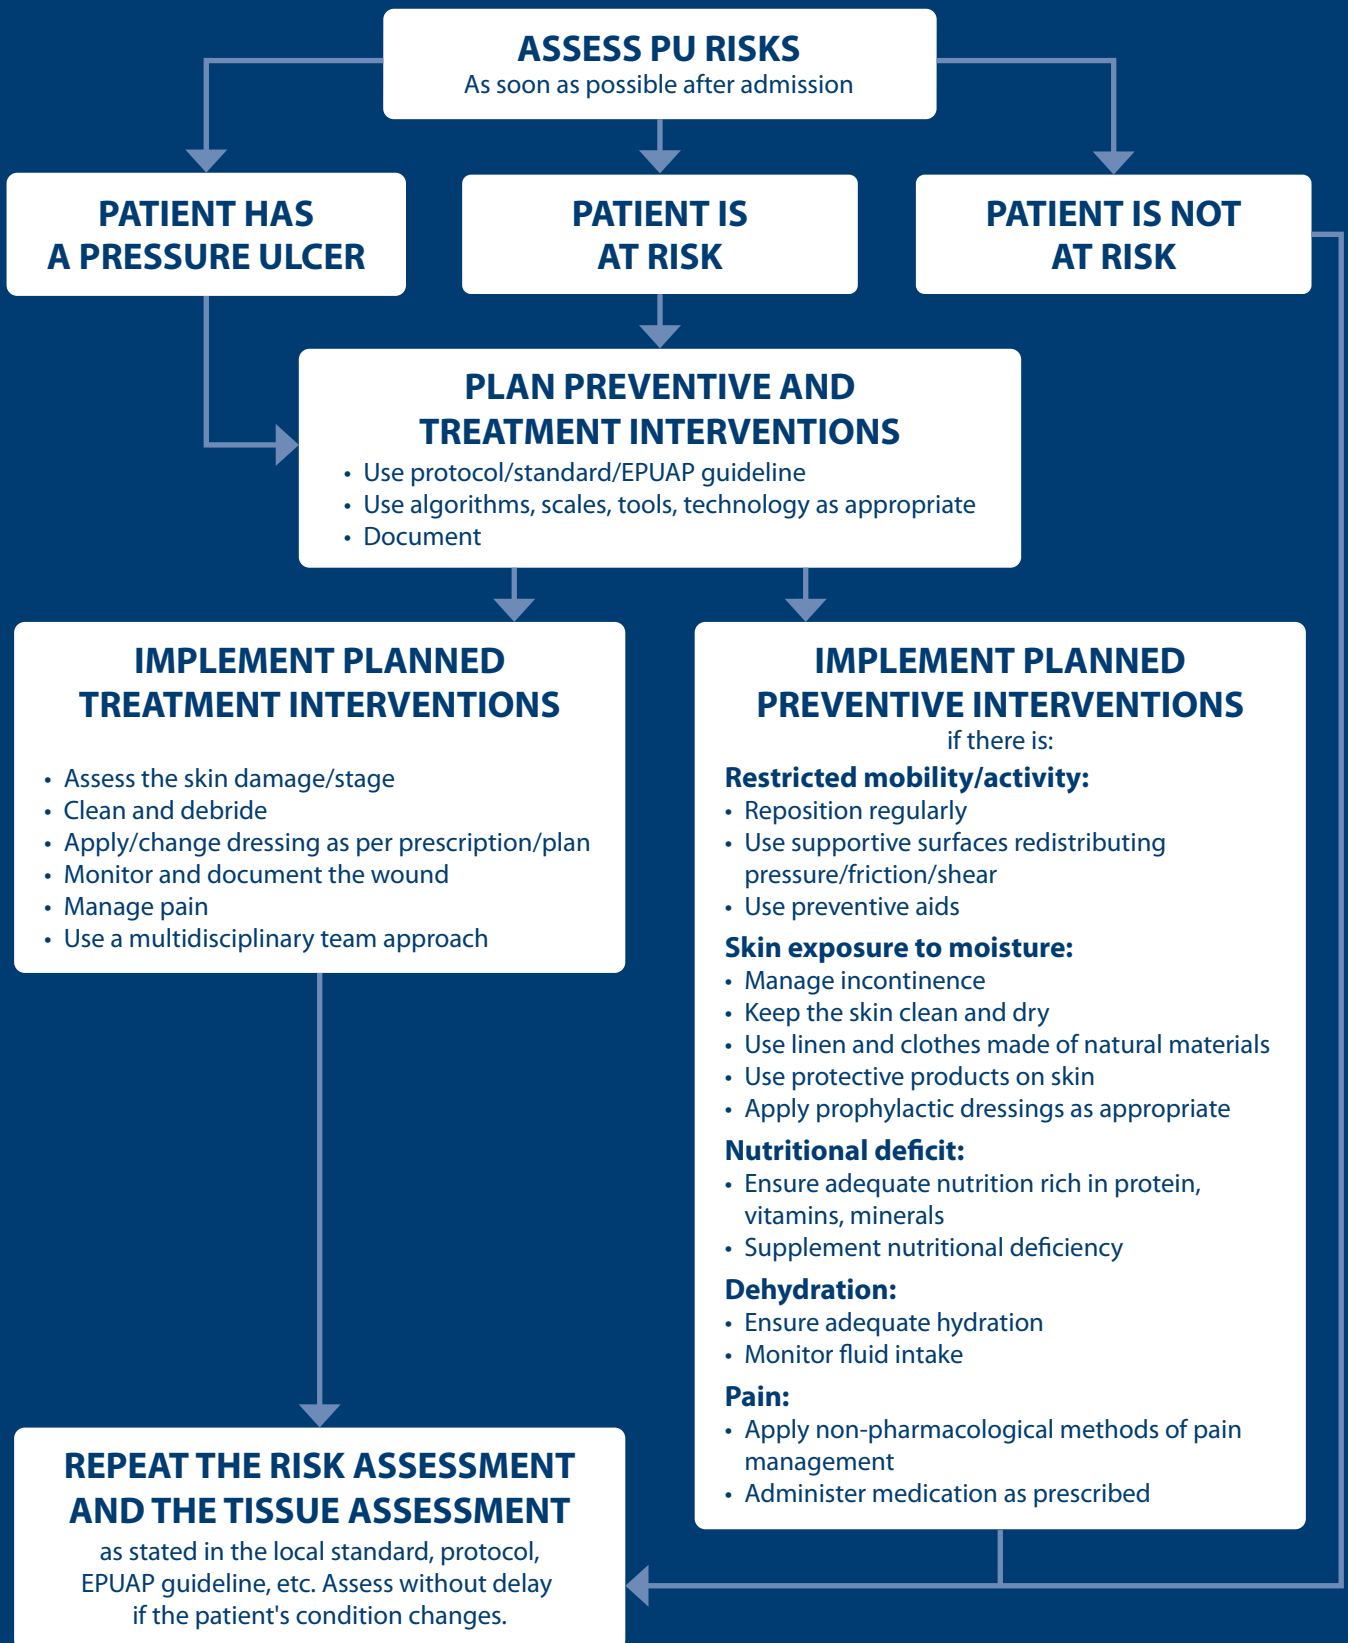 ASSESS PU RISKS
As soon as possible after admission
PATIENT HAS
A PRESSURE ULCER
PATIENT IS
AT RISK
PATIENT IS NOT
AT RISK
PLAN PREVENTIVE AND
TREATMENT INTERVENTIONS
• Use protocol/standard/EPUAP guideline
• Use algorithms, scales, tools, technology as appropriate
• Document
IMPLEMENT PLANNED
TREATMENT INTERVENTIONS
• Assess the skin damage/stage
• Clean and debride
• Apply/change dressing as per prescription/plan
• Monitor and document the wound
• Manage pain
• Use a multidisciplinary team approach
IMPLEMENT PLANNED
PREVENTIVE INTERVENTIONS
if there is:
Restricted mobility/activity:
• Reposition regularly
• Use supportive surfaces redistributing
pressure/friction/shear
• Use preventive aids
Skin exposure to moisture:
• Manage incontinence
• Keep the skin clean and dry
• Use linen and clothes made of natural materials
• Use protective products on skin
• Apply prophylactic dressings as appropriate
Nutritional deficit:
• Ensure adequate nutrition rich in protein,
vitamins, minerals
• Supplement nutritional deficiency
Dehydration:
• Ensure adequate hydration
• Monitor fluid intake
Pain:
• Apply non-pharmacological methods of pain
management
• Administer medication as prescribed
REPEAT THE RISK ASSESSMENT
AND THE TISSUE ASSESSMENT
as stated in the local standard, protocol,
EPUAP guideline, etc. Assess without delay
if the patient's condition changes.